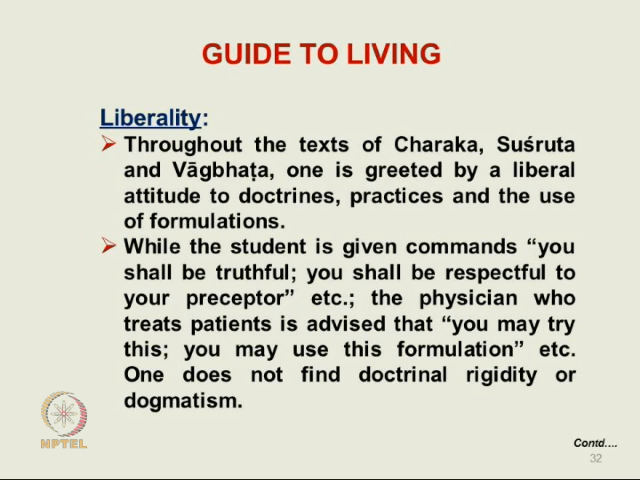 GUIDE TO LIVING
Liberality:
➢ Throughout the texts of Charaka, Suśruta
and Vāgbhaṭa, one is greeted by a liberal
attitude to doctrines, practices and the use
of formulations.
➢ While the student is given commands “you
shall be truthful; you shall be respectful to
your preceptor” etc.; the physician who
treats patients is advised that “you may try
this; you may use this formulation” etc.
One does not find doctrinal rigidity or
dogmatism.
NPTEL
Contd....
32